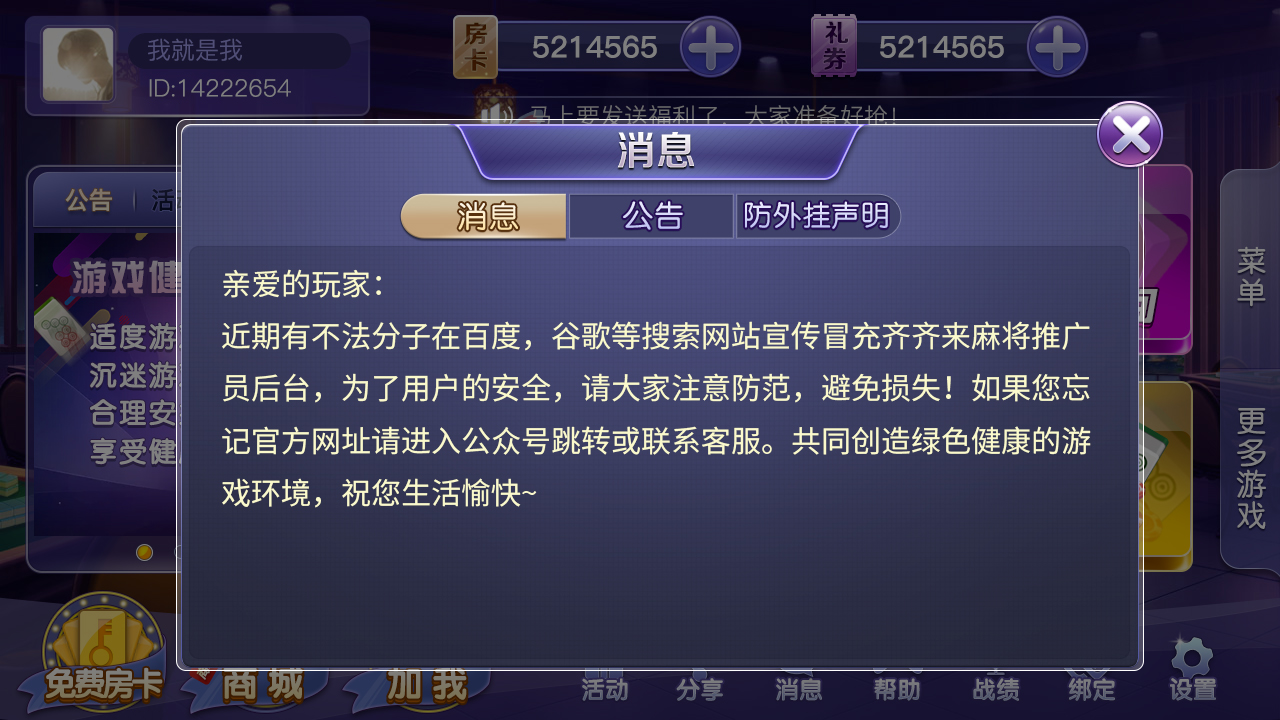 我就是我
ID:14222654
房卡
5214565
礼券
5214565
马上要发送福利了，大家准备好抢！
消息
消息
公告
防外挂声明
亲爱的玩家：
近期有不法分子在百度，谷歌等搜索网站宣传冒充齐齐来麻将推广
员后台，为了用户的安全，请大家注意防范，避免损失！如果您忘
记官方网址请进入公众号跳转或联系客服。共同创造绿色健康的游
戏环境，祝您生活愉快~
公告
活
游戏健
适度游
沉迷游
合理安
享受健
菜单
更多游戏
免费房卡
商城
加我
活动
分享
消息
帮助
战绩
绑定
设置